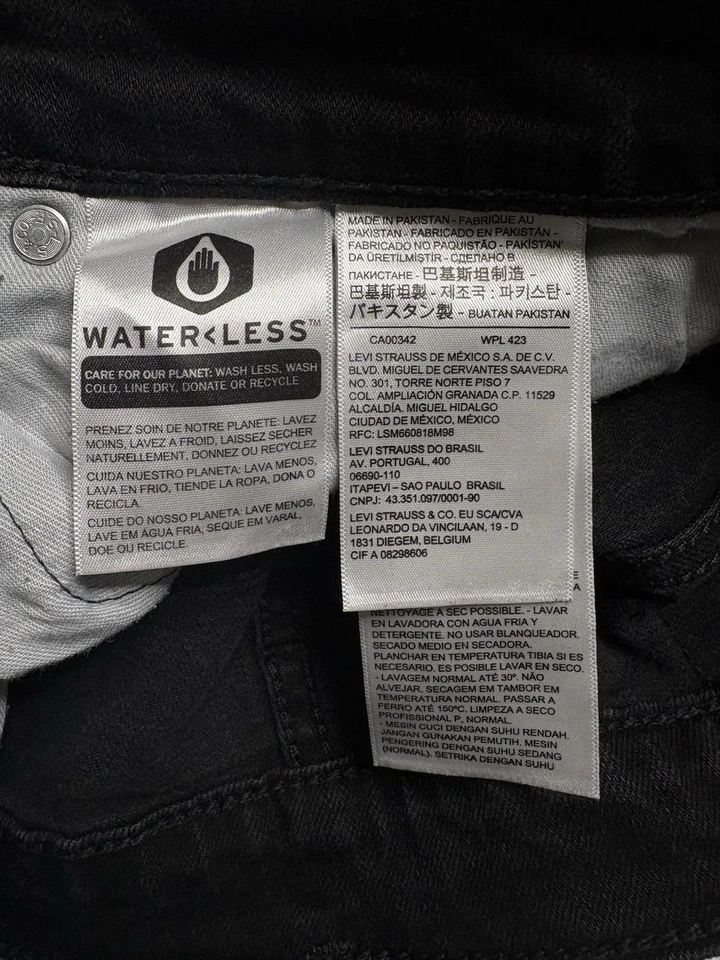 WATER<LESS™
CARE FOR OUR PLANET: WASH LESS, WASH
COLD, LINE DRY, DONATE OR RECYCLE
PRENEZ SOIN DE NOTRE PLANETE: LAVEZ
MOINS, LAVEZ A FROID, LAISSEZ SECHER
NATURELLEMENT, DONNEZ OU RECYCLEZ
CUIDA NUESTRO PLANETA: LAVA MENOS,
LAVA EN FRIO, TIENDE LA ROPA, DONA O
RECICLA.
CUIDE DO NOSSO PLANETA: LAVE MENOS,
LAVE EM AGUA FRIA, SEQUE EM VARAL,
DOE OU RECICLE.
MADE IN PAKISTAN - FABRIQUE AU
PAKISTAN - FABRICADO EN PAKISTÁN -
FABRICADO NO PAQUISTÃO - PAKİSTAN'
DA ÜRETİLMİŞTİR - СДЕЛАНО В
ПАКИСТАНЕ - 巴基斯坦制造 -
巴基斯坦製 - 제조국 : 파키스탄 -
パキスタン製 - BUATAN PAKISTAN
CA00342 WPL 423
LEVI STRAUSS DE MÉXICO S.A. DE C.V.
BLVD. MIGUEL DE CERVANTES SAAVEDRA
NO. 301, TORRE NORTE PISO 7
COL. AMPLIACIÓN GRANADA C.P. 11529
ALCALDÍA. MIGUEL HIDALGO
CIUDAD DE MÉXICO, MÉXICO
RFC: LSM660818M98
LEVI STRAUSS DO BRASIL
AV. PORTUGAL, 400
06690-110
ITAPEVI – SAO PAULO BRASIL
CNPJ: 43.351.097/0001-90
LEVI STRAUSS & CO. EU SCA/CVA
LEONARDO DA VINCILAAN, 19 - D
1831 DIEGEM, BELGIUM
CIF A 08298606
NETTOYAGE A SEC POSSIBLE. - LAVAR
EN LAVADORA CON AGUA FRIA Y
DETERGENTE. NO USAR BLANQUEADOR.
SECADO MEDIO EN SECADORA.
PLANCHAR EN TEMPERATURA TIBIA SI ES
NECESARIO. ES POSIBLE LAVAR EN SECO.
- LAVAGEM NORMAL ATÉ 30º. NÃO
ALVEJAR. SECAGEM EM TAMBOR EM
TEMPERATURA NORMAL. PASSAR A
FERRO ATÉ 150ºC. LIMPEZA A SECO
PROFISSIONAL P, NORMAL.
- MESIN CUCI DENGAN SUHU RENDAH.
JANGAN GUNAKAN PEMUTIH. MESIN
PENGERING DENGAN SUHU SEDANG
(NORMAL). SETRIKA DENGAN SUHU